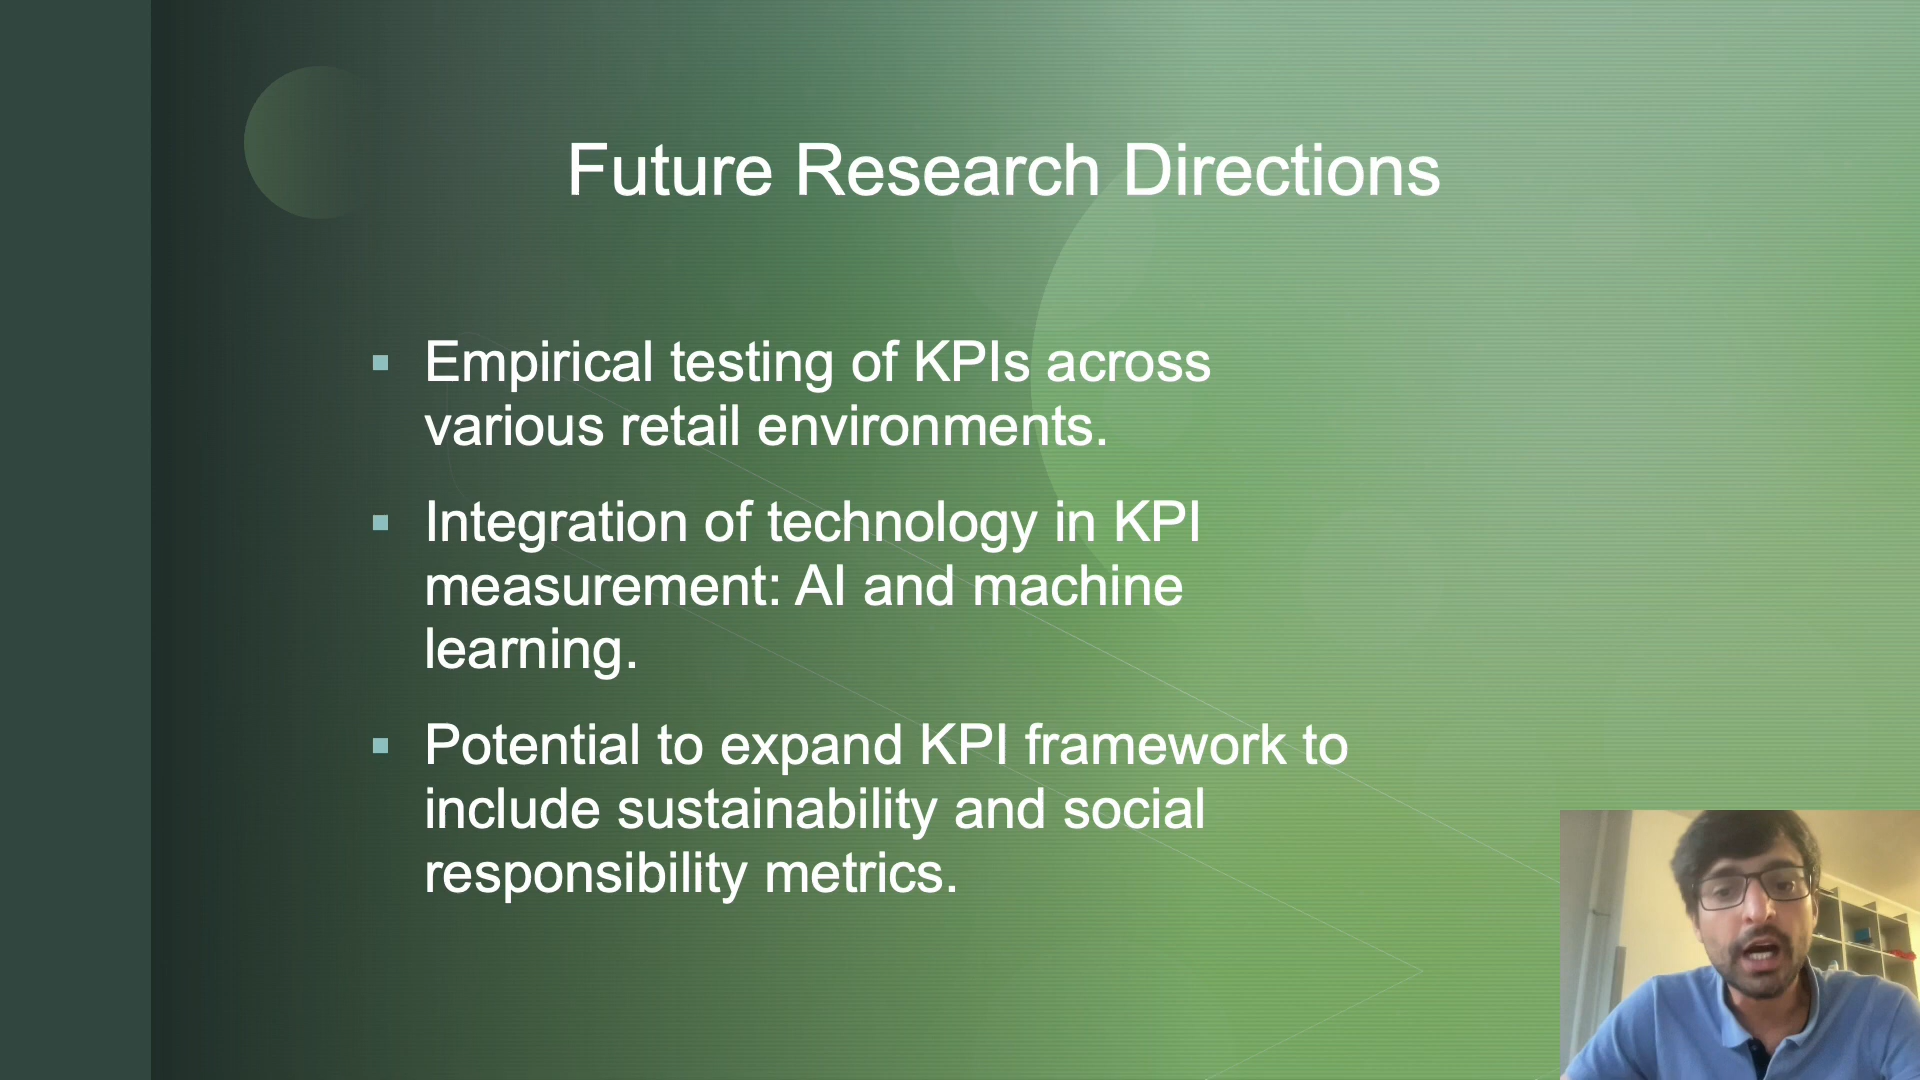 Future Research Directions
Empirical testing of KPIs across
various retail environments.
Integration of technology in KPI
measurement: AI and machine
learning.
Potential to expand KPI framework to
include sustainability and social
responsibility metrics.